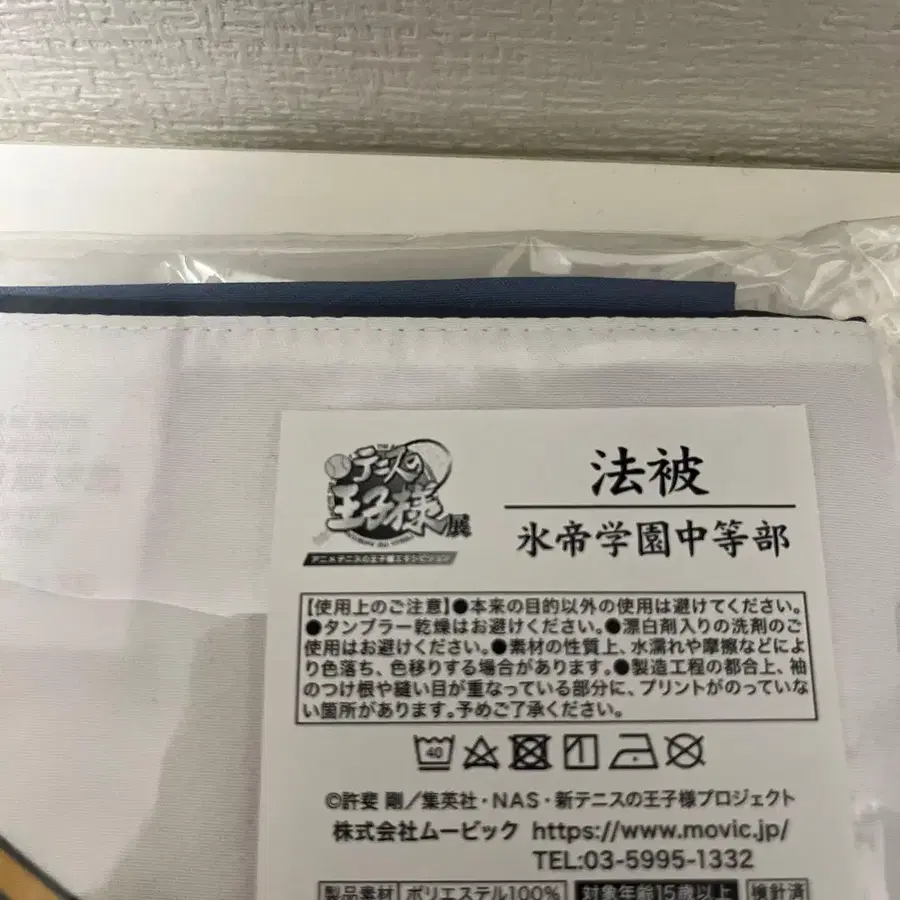 テニスの
王子様展
アニメテニスの王子様エキシビション
法被
氷帝学園中等部
【使用上のご注意】●本来の目的以外の使用は避けてください。
●タンブラー乾燥はお避けください。●漂白剤入りの洗剤のご
使用はお避けください。●素材の性質上、水濡れや摩擦などによ
り色落ち、色移りする場合があります。●製造工程の都合上、袖
のつけ根や縫い目が重なっている部分に、プリントがのっていな
い箇所があります。予めご了承ください。
40
©許斐 剛／集英社・NAS・新テニスの王子様プロジェクト
株式会社ムービック https://www.movic.jp/
TEL:03-5995-1332
製品素材 ポリエステル100% 対象年齢15歳以上 検針済